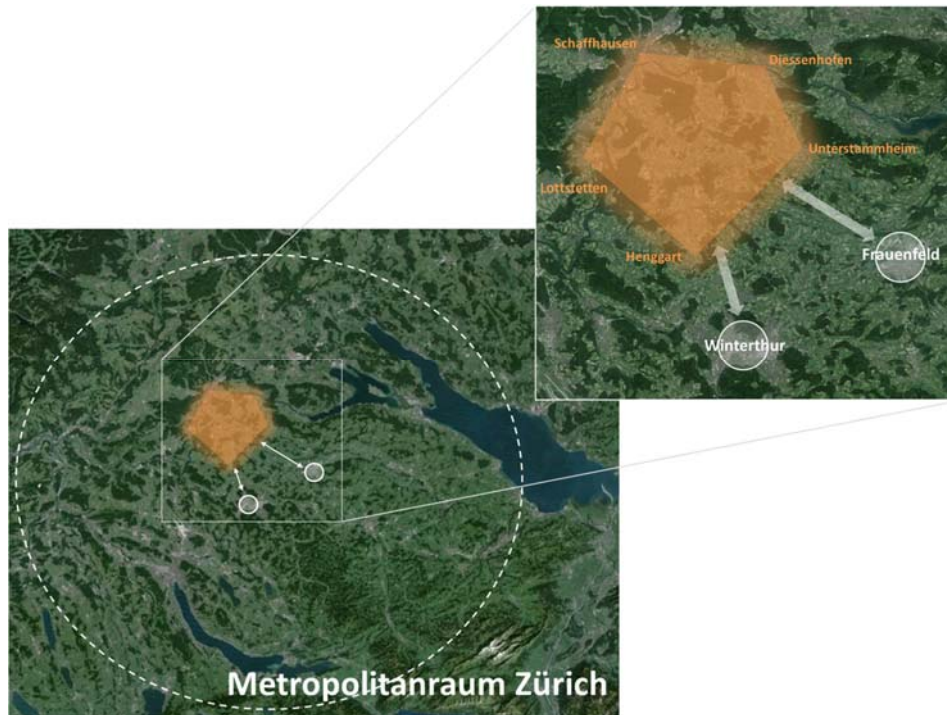 Schaffhausen
Diessenhofen
Unterstammheim
Lottstetten
Henggart
Frauenfeld
Winterthur
Metropolitanraum Zürich